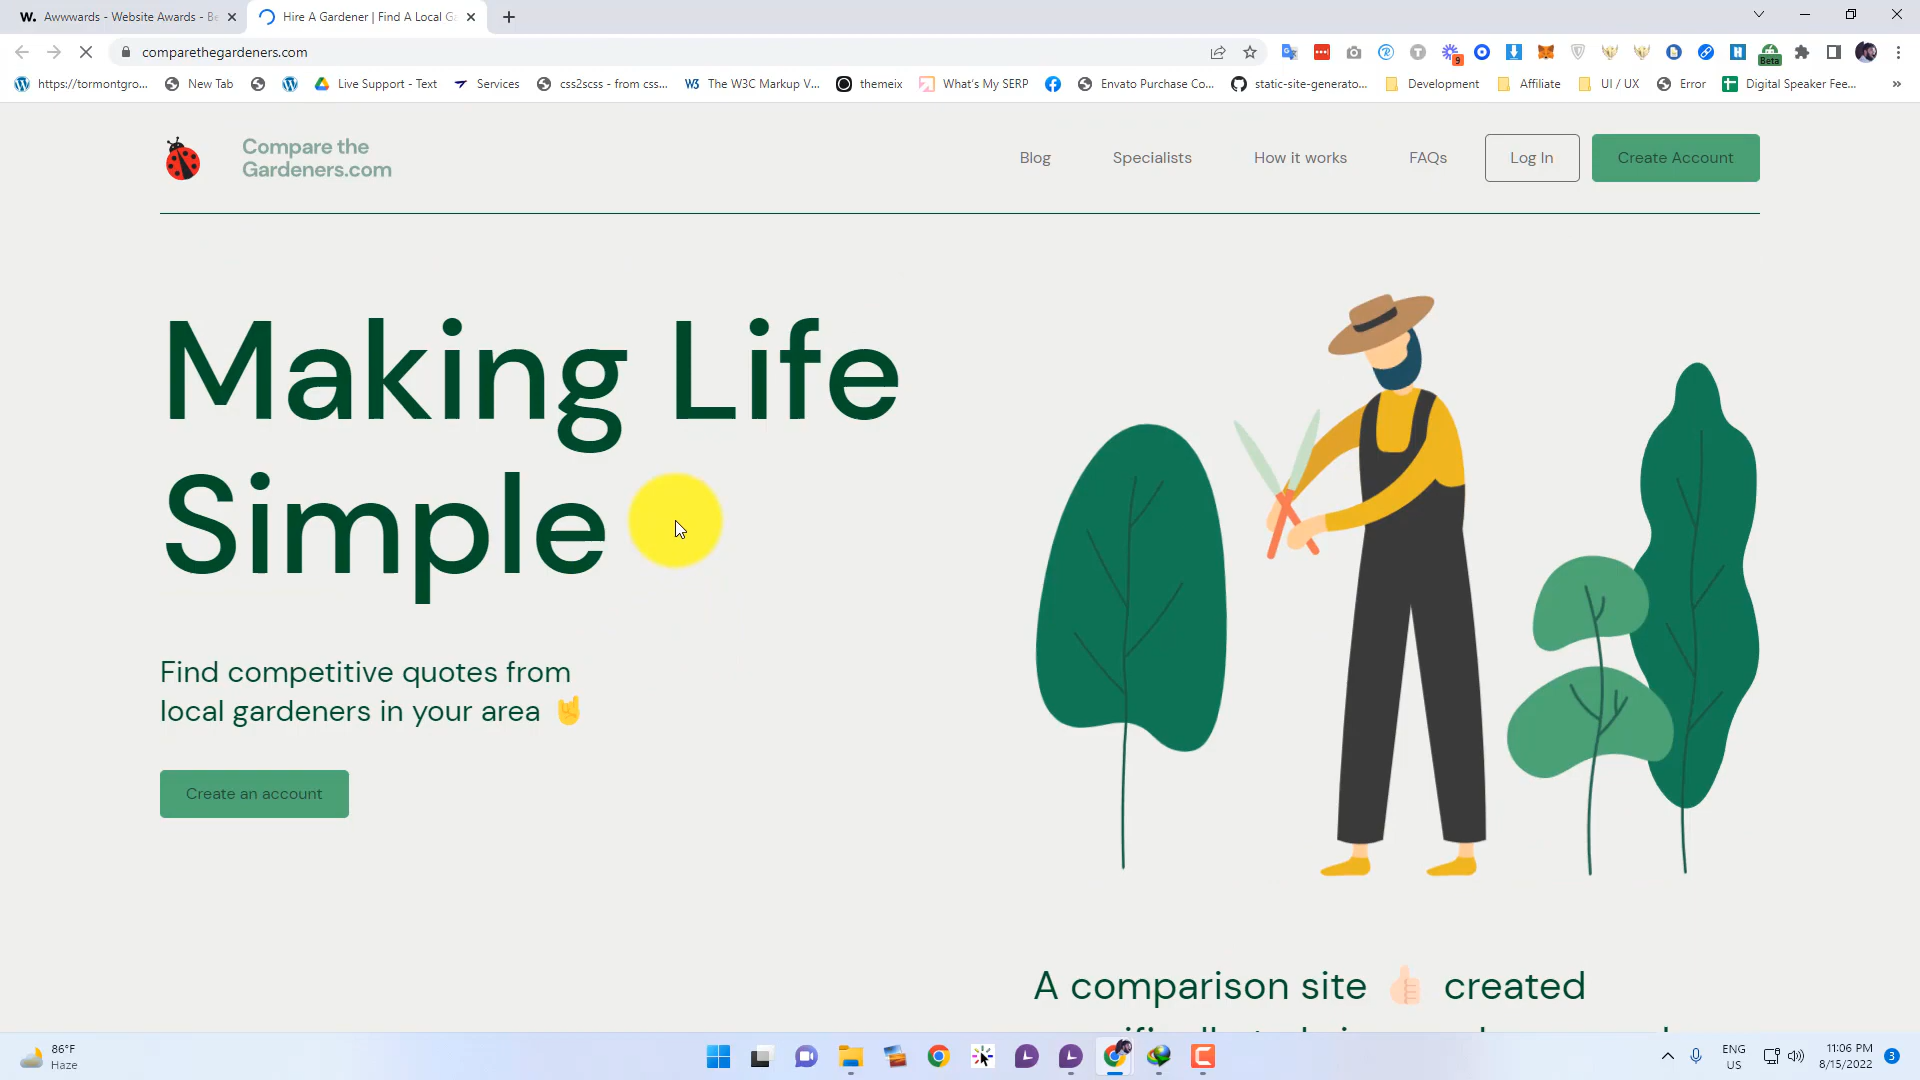 W. Awwwards - Website Awards - Be
Hire A Gardener | Find A Local Ga
comparethegardeners.com
9
Beta
https://tormontgro...
New Tab
Live Support - Text
Services
css2scss - from css...
The W3C Markup V...
themeix
What's My SERP
Envato Purchase Co...
static-site-generato...
Development
Affiliate
UI / UX
Error
Digital Speaker Fee...
»
Compare the
Gardeners.com
Blog
Specialists
How it works
FAQs
Log In
Create Account
Making Life
Simple
Find competitive quotes from
local gardeners in your area 🤘
Create an account
A comparison site 👍🏻 created
86°F
Haze
ENG
US
11:06 PM
8/15/2022
3